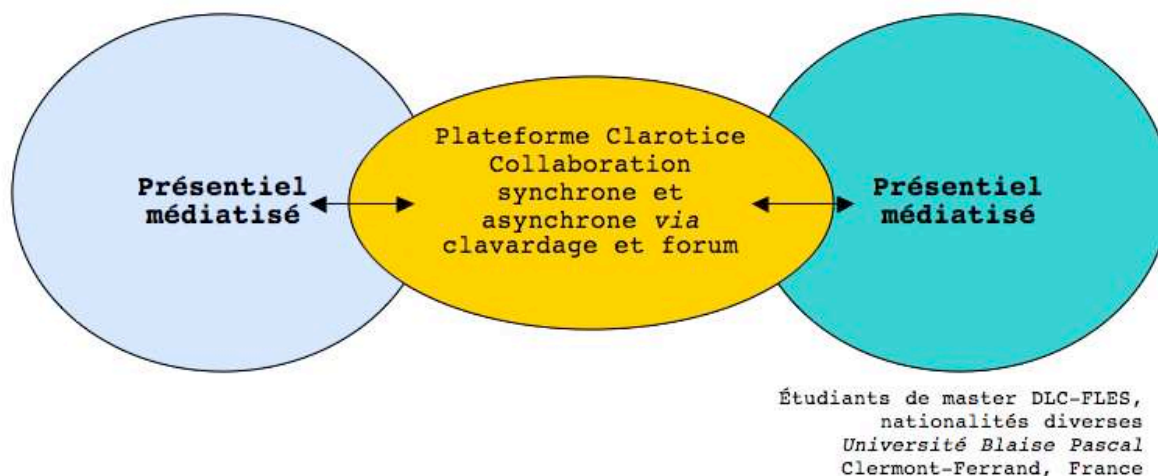 Présentiel
médiatisé
Plateforme Clarotice
Collaboration
synchrone et
asynchrone via
clavardage et forum
Présentiel
médiatisé
Étudiants de master DLC-FLES,
nationalités diverses
Université Blaise Pascal
Clermont-Ferrand, France